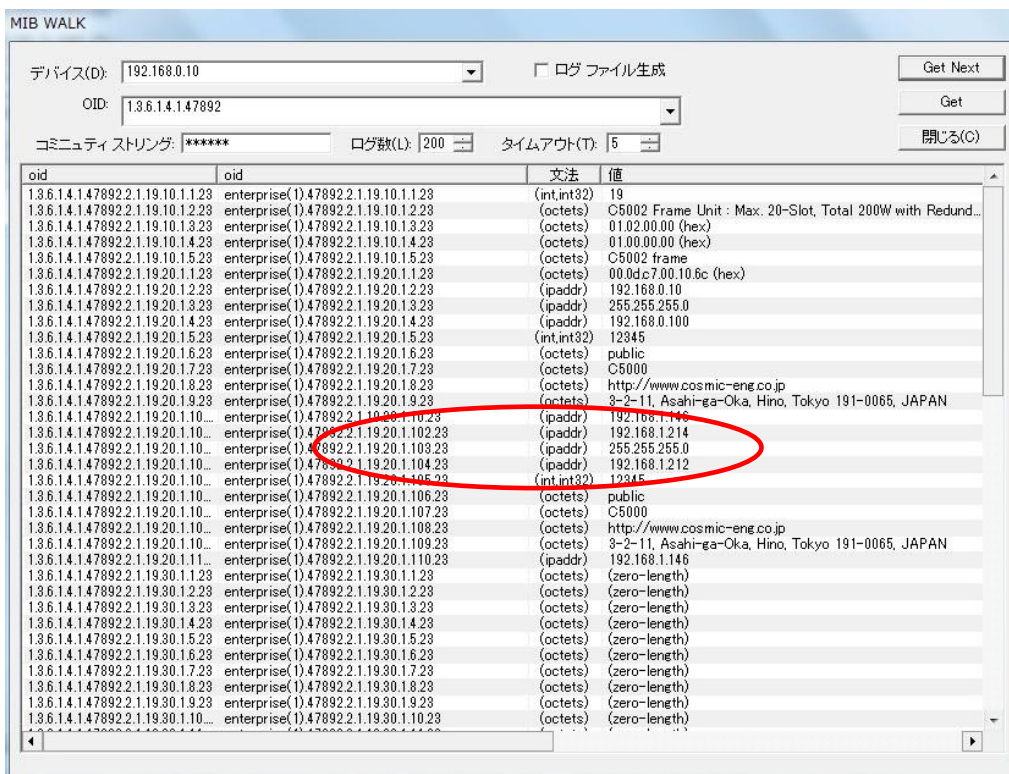 MIB WALK
デバイス(D): 192.168.0.10 ログ ファイル生成 Get Next
OID: 1.3.6.1.4.1.47892 Get
コミニュティ ストリング: ****** ログ数(L): 200 タイムアウト(T): 5 閉じる(C)
oid oid 文法 値
1.3.6.1.4.1.47892.2.1.19.10.1.1.23 enterprise(1).47892.2.1.19.10.1.1.23 (int,int32) 19
1.3.6.1.4.1.47892.2.1.19.10.1.2.23 enterprise(1).47892.2.1.19.10.1.2.23 (octets) C5002 Frame Unit : Max. 20-Slot, Total 200W with Redund...
1.3.6.1.4.1.47892.2.1.19.10.1.3.23 enterprise(1).47892.2.1.19.10.1.3.23 (octets) 01.02.00.00 (hex)
1.3.6.1.4.1.47892.2.1.19.10.1.4.23 enterprise(1).47892.2.1.19.10.1.4.23 (octets) 01.00.00.00 (hex)
1.3.6.1.4.1.47892.2.1.19.10.1.5.23 enterprise(1).47892.2.1.19.10.1.5.23 (octets) C5002 frame
1.3.6.1.4.1.47892.2.1.19.20.1.1.23 enterprise(1).47892.2.1.19.20.1.1.23 (octets) 00.0d.c7.00.10.6c (hex)
1.3.6.1.4.1.47892.2.1.19.20.1.2.23 enterprise(1).47892.2.1.19.20.1.2.23 (ipaddr) 192.168.0.10
1.3.6.1.4.1.47892.2.1.19.20.1.3.23 enterprise(1).47892.2.1.19.20.1.3.23 (ipaddr) 255.255.255.0
1.3.6.1.4.1.47892.2.1.19.20.1.4.23 enterprise(1).47892.2.1.19.20.1.4.23 (ipaddr) 192.168.0.100
1.3.6.1.4.1.47892.2.1.19.20.1.5.23 enterprise(1).47892.2.1.19.20.1.5.23 (int,int32) 12345
1.3.6.1.4.1.47892.2.1.19.20.1.6.23 enterprise(1).47892.2.1.19.20.1.6.23 (octets) public
1.3.6.1.4.1.47892.2.1.19.20.1.7.23 enterprise(1).47892.2.1.19.20.1.7.23 (octets) C5000
1.3.6.1.4.1.47892.2.1.19.20.1.8.23 enterprise(1).47892.2.1.19.20.1.8.23 (octets) http://www.cosmic-eng.co.jp
1.3.6.1.4.1.47892.2.1.19.20.1.9.23 enterprise(1).47892.2.1.19.20.1.9.23 (octets) 3-2-11, Asahi-ga-Oka, Hino, Tokyo 191-0065, JAPAN
1.3.6.1.4.1.47892.2.1.19.20.1.10... enterprise(1).47892.2.1.19.20.1.10.23 (ipaddr) 192.168.1.146
1.3.6.1.4.1.47892.2.1.19.20.1.10... enterprise(1).47892.2.1.19.20.1.102.23 (ipaddr) 192.168.1.214
1.3.6.1.4.1.47892.2.1.19.20.1.10... enterprise(1).47892.2.1.19.20.1.103.23 (ipaddr) 255.255.255.0
1.3.6.1.4.1.47892.2.1.19.20.1.10... enterprise(1).47892.2.1.19.20.1.104.23 (ipaddr) 192.168.1.212
1.3.6.1.4.1.47892.2.1.19.20.1.10... enterprise(1).47892.2.1.19.20.1.105.23 (int,int32) 12345
1.3.6.1.4.1.47892.2.1.19.20.1.10... enterprise(1).47892.2.1.19.20.1.106.23 (octets) public
1.3.6.1.4.1.47892.2.1.19.20.1.10... enterprise(1).47892.2.1.19.20.1.107.23 (octets) C5000
1.3.6.1.4.1.47892.2.1.19.20.1.10... enterprise(1).47892.2.1.19.20.1.108.23 (octets) http://www.cosmic-eng.co.jp
1.3.6.1.4.1.47892.2.1.19.20.1.10... enterprise(1).47892.2.1.19.20.1.109.23 (octets) 3-2-11, Asahi-ga-Oka, Hino, Tokyo 191-0065, JAPAN
1.3.6.1.4.1.47892.2.1.19.20.1.11... enterprise(1).47892.2.1.19.20.1.110.23 (ipaddr) 192.168.1.146
1.3.6.1.4.1.47892.2.1.19.30.1.1.23 enterprise(1).47892.2.1.19.30.1.1.23 (octets) (zero-length)
1.3.6.1.4.1.47892.2.1.19.30.1.2.23 enterprise(1).47892.2.1.19.30.1.2.23 (octets) (zero-length)
1.3.6.1.4.1.47892.2.1.19.30.1.3.23 enterprise(1).47892.2.1.19.30.1.3.23 (octets) (zero-length)
1.3.6.1.4.1.47892.2.1.19.30.1.4.23 enterprise(1).47892.2.1.19.30.1.4.23 (octets) (zero-length)
1.3.6.1.4.1.47892.2.1.19.30.1.5.23 enterprise(1).47892.2.1.19.30.1.5.23 (octets) (zero-length)
1.3.6.1.4.1.47892.2.1.19.30.1.6.23 enterprise(1).47892.2.1.19.30.1.6.23 (octets) (zero-length)
1.3.6.1.4.1.47892.2.1.19.30.1.7.23 enterprise(1).47892.2.1.19.30.1.7.23 (octets) (zero-length)
1.3.6.1.4.1.47892.2.1.19.30.1.8.23 enterprise(1).47892.2.1.19.30.1.8.23 (octets) (zero-length)
1.3.6.1.4.1.47892.2.1.19.30.1.9.23 enterprise(1).47892.2.1.19.30.1.9.23 (octets) (zero-length)
1.3.6.1.4.1.47892.2.1.19.30.1.10... enterprise(1).47892.2.1.19.30.1.10.23 (octets) (zero-length)